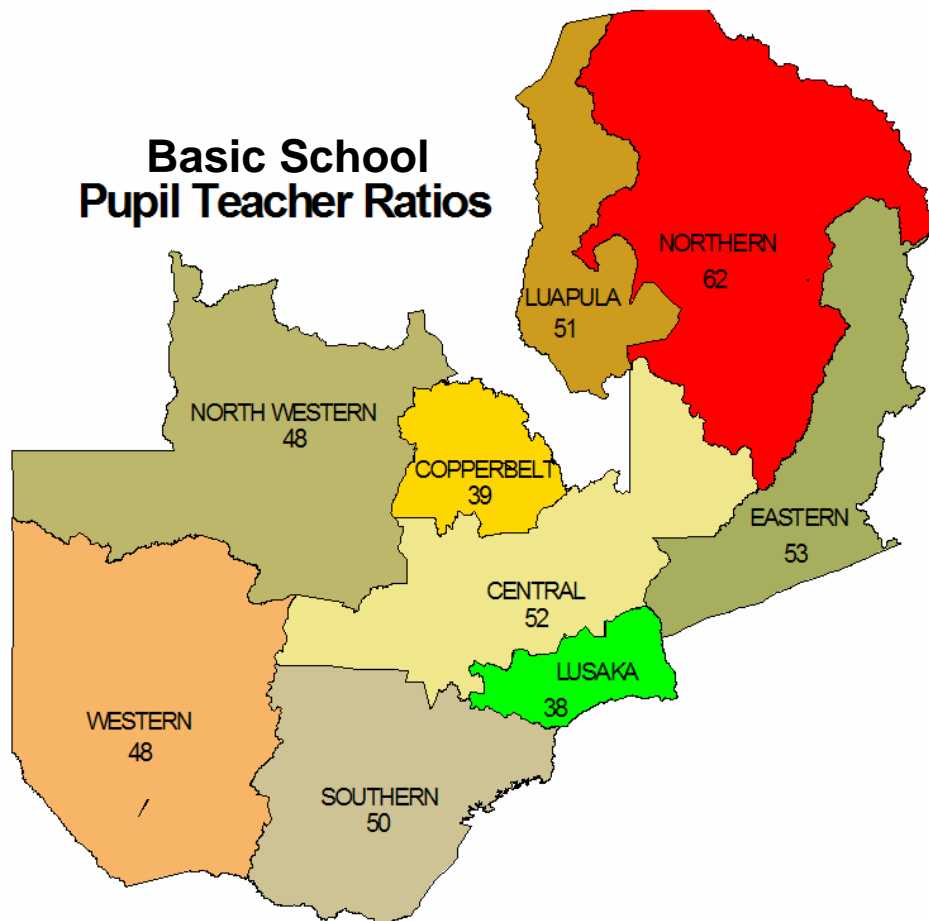 Basic School
Pupil Teacher Ratios
NORTHERN
62
LUAPULA
51
NORTH WESTERN
48
COPPERBELT
39
EASTERN
53
CENTRAL
52
LUSAKA
38
WESTERN
48
SOUTHERN
50